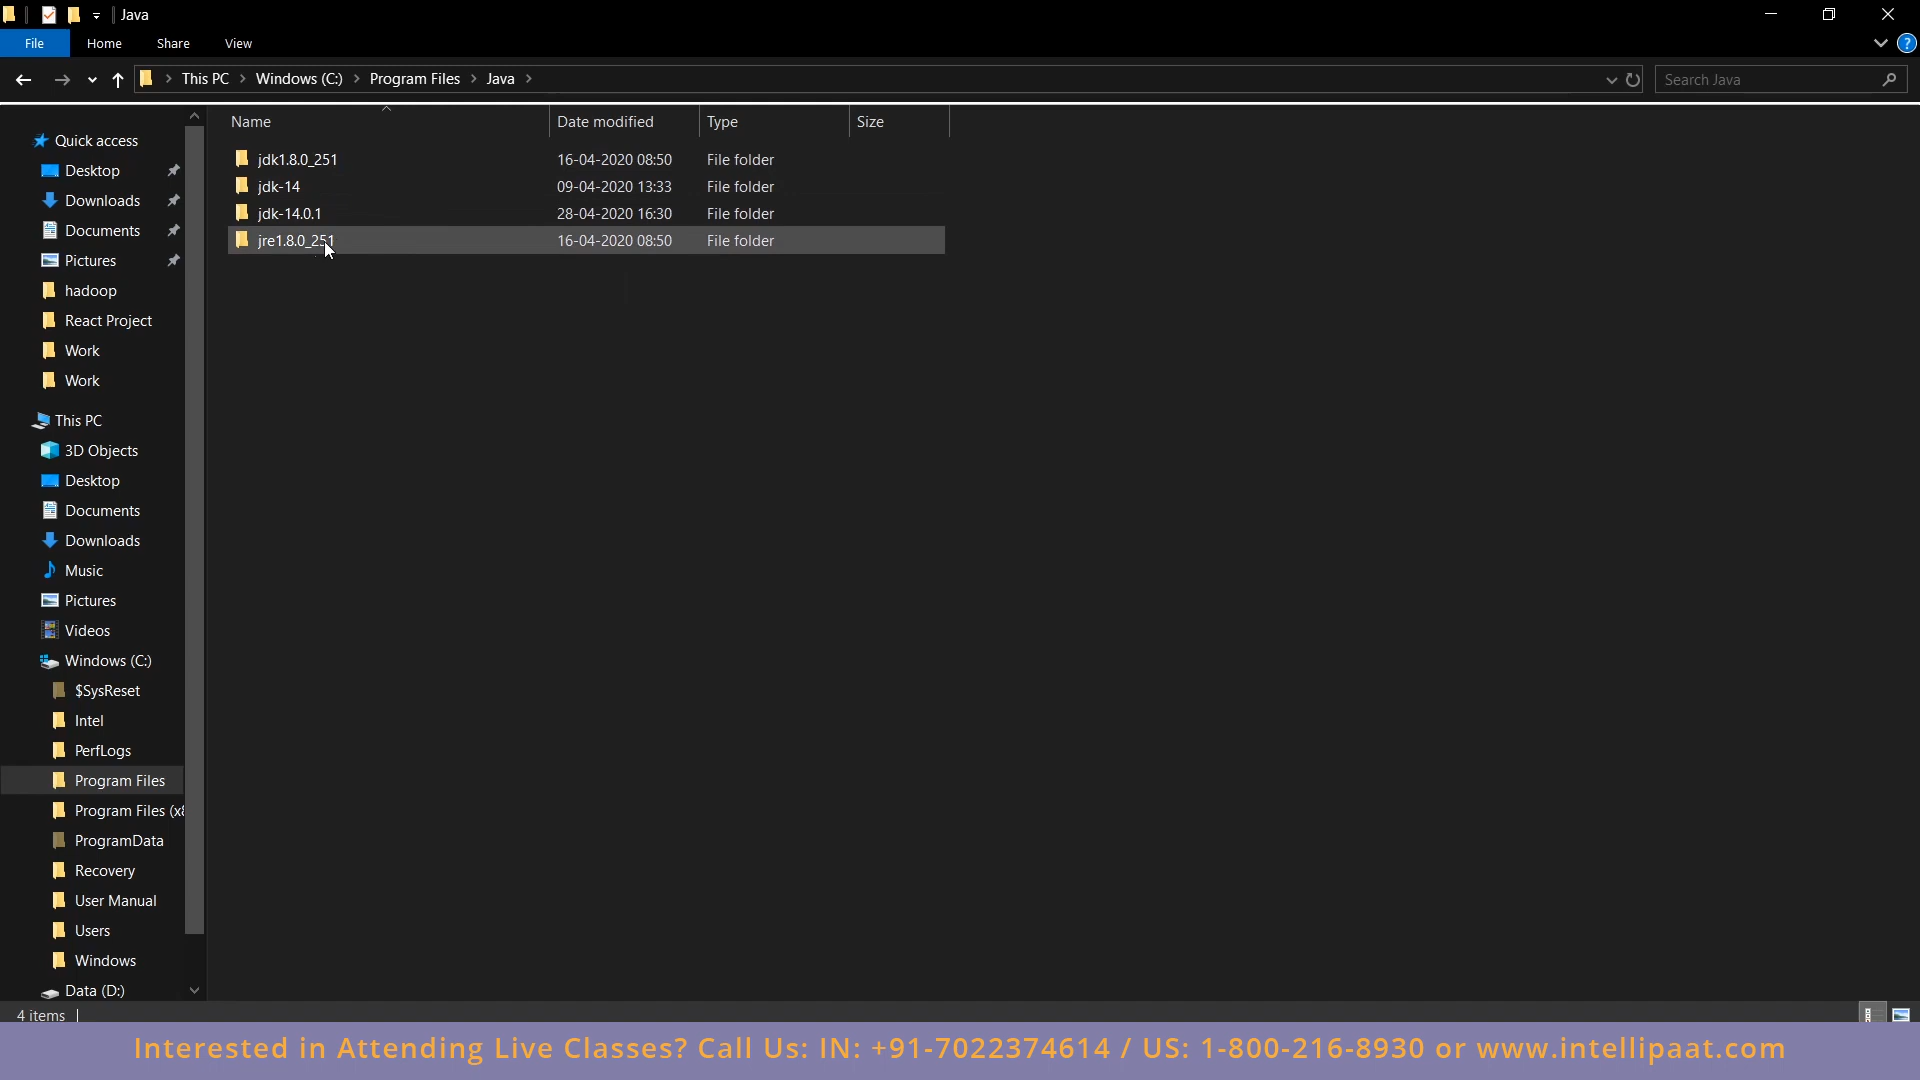 Java
File Home Share View
This PC Windows (C:) Program Files Java Search Java
Name Date modified Type Size
jdk1.8.0_251 16-04-2020 08:50 File folder
jdk-14 09-04-2020 13:33 File folder
jdk-14.0.1 28-04-2020 16:30 File folder
jre1.8.0_251 16-04-2020 08:50 File folder
Quick access
Desktop
Downloads
Documents
Pictures
hadoop
React Project
Work
Work
This PC
3D Objects
Desktop
Documents
Downloads
Music
Pictures
Videos
Windows (C:)
$SysReset
Intel
PerfLogs
Program Files
Program Files (x8
ProgramData
Recovery
User Manual
Users
Windows
Data (D:)
4 items
Interested in Attending Live Classes? Call Us: IN: +91-7022374614 / US: 1-800-216-8930 or www.intellipaat.com